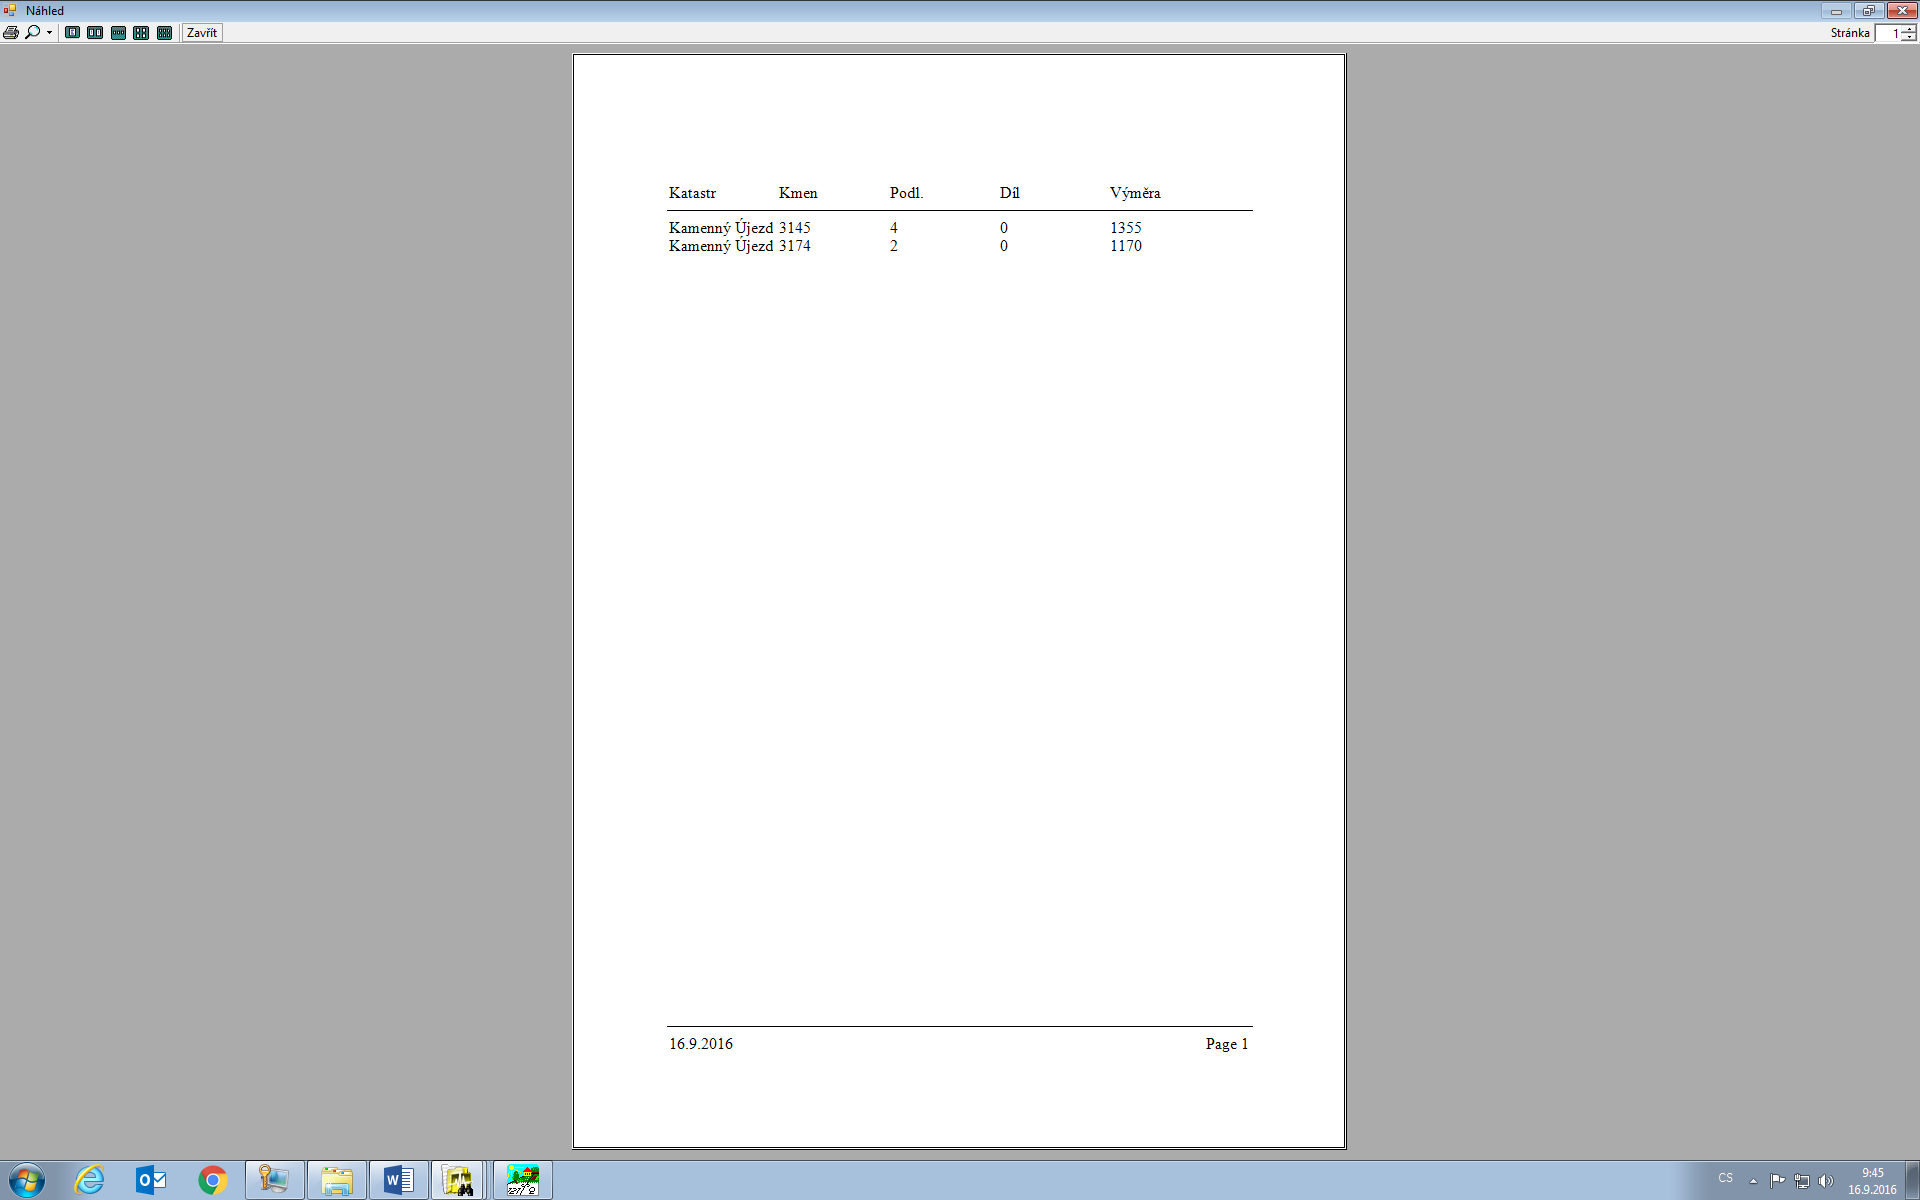 Náhled
Zavřít
Stránka 1
Katastr Kmen Podl. Díl Výměra
Kamenný Újezd 3145 4 0 1355
Kamenný Újezd 3174 2 0 1170
16.9.2016 Page 1
CS 9:45
16.9.2016